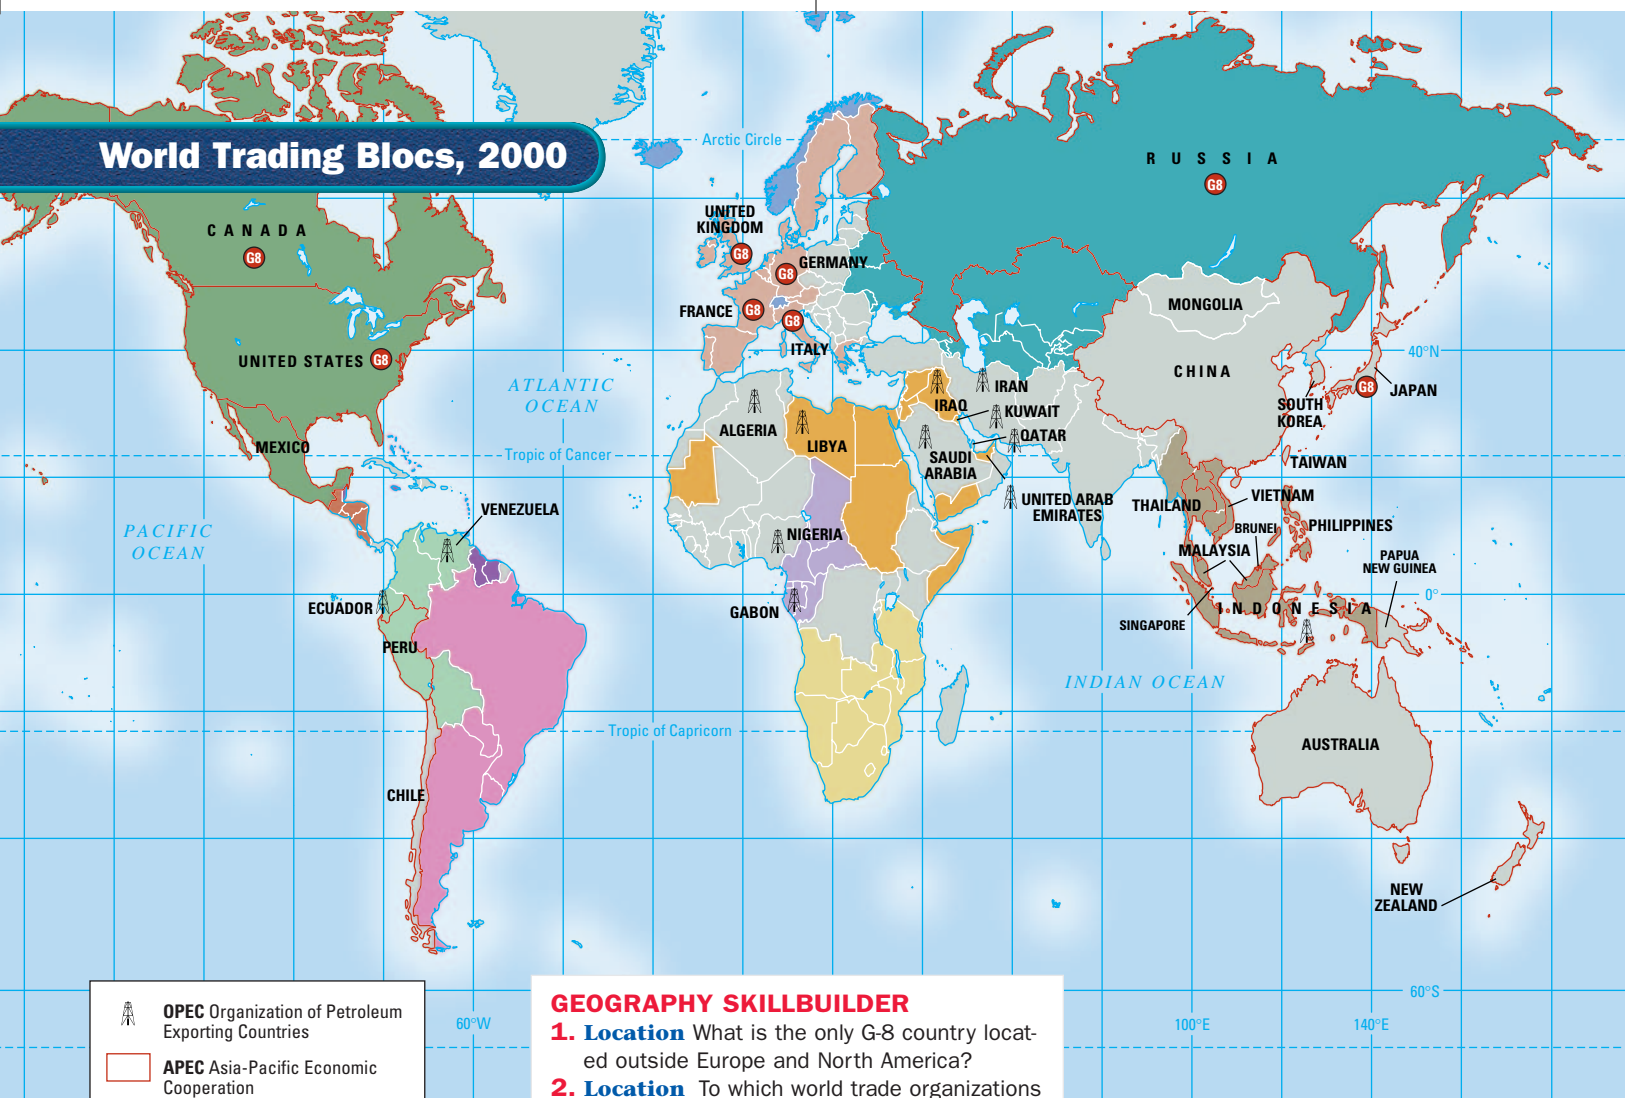 World Trading Blocs, 2000
Arctic Circle
RUSSIA
G8
CANADA
G8
UNITED
KINGDOM
G8
GERMANY
G8
FRANCE
G8
G8
ITALY
MONGOLIA
UNITED STATES
G8
ATLANTIC
OCEAN
40°N
CHINA
G8
JAPAN
SOUTH
KOREA
IRAN
IRAQ
KUWAIT
QATAR
ALGERIA
LIBYA
SAUDI
ARABIA
MEXICO
Tropic of Cancer
TAIWAN
UNITED ARAB
EMIRATES
THAILAND
VIETNAM
VENEZUELA
PACIFIC
OCEAN
NIGERIA
BRUNEI
PHILIPPINES
MALAYSIA
PAPUA
NEW GUINEA
ECUADOR
GABON
0°
INDONESIA
SINGAPORE
PERU
INDIAN OCEAN
Tropic of Capricorn
AUSTRALIA
CHILE
NEW
ZEALAND
60°S
60°W
100°E
140°E
OPEC Organization of Petroleum
Exporting Countries
APEC Asia-Pacific Economic
Cooperation
GEOGRAPHY SKILLBUILDER
1. Location What is the only G-8 country locat-
ed outside Europe and North America?
2. Location To which world trade organizations